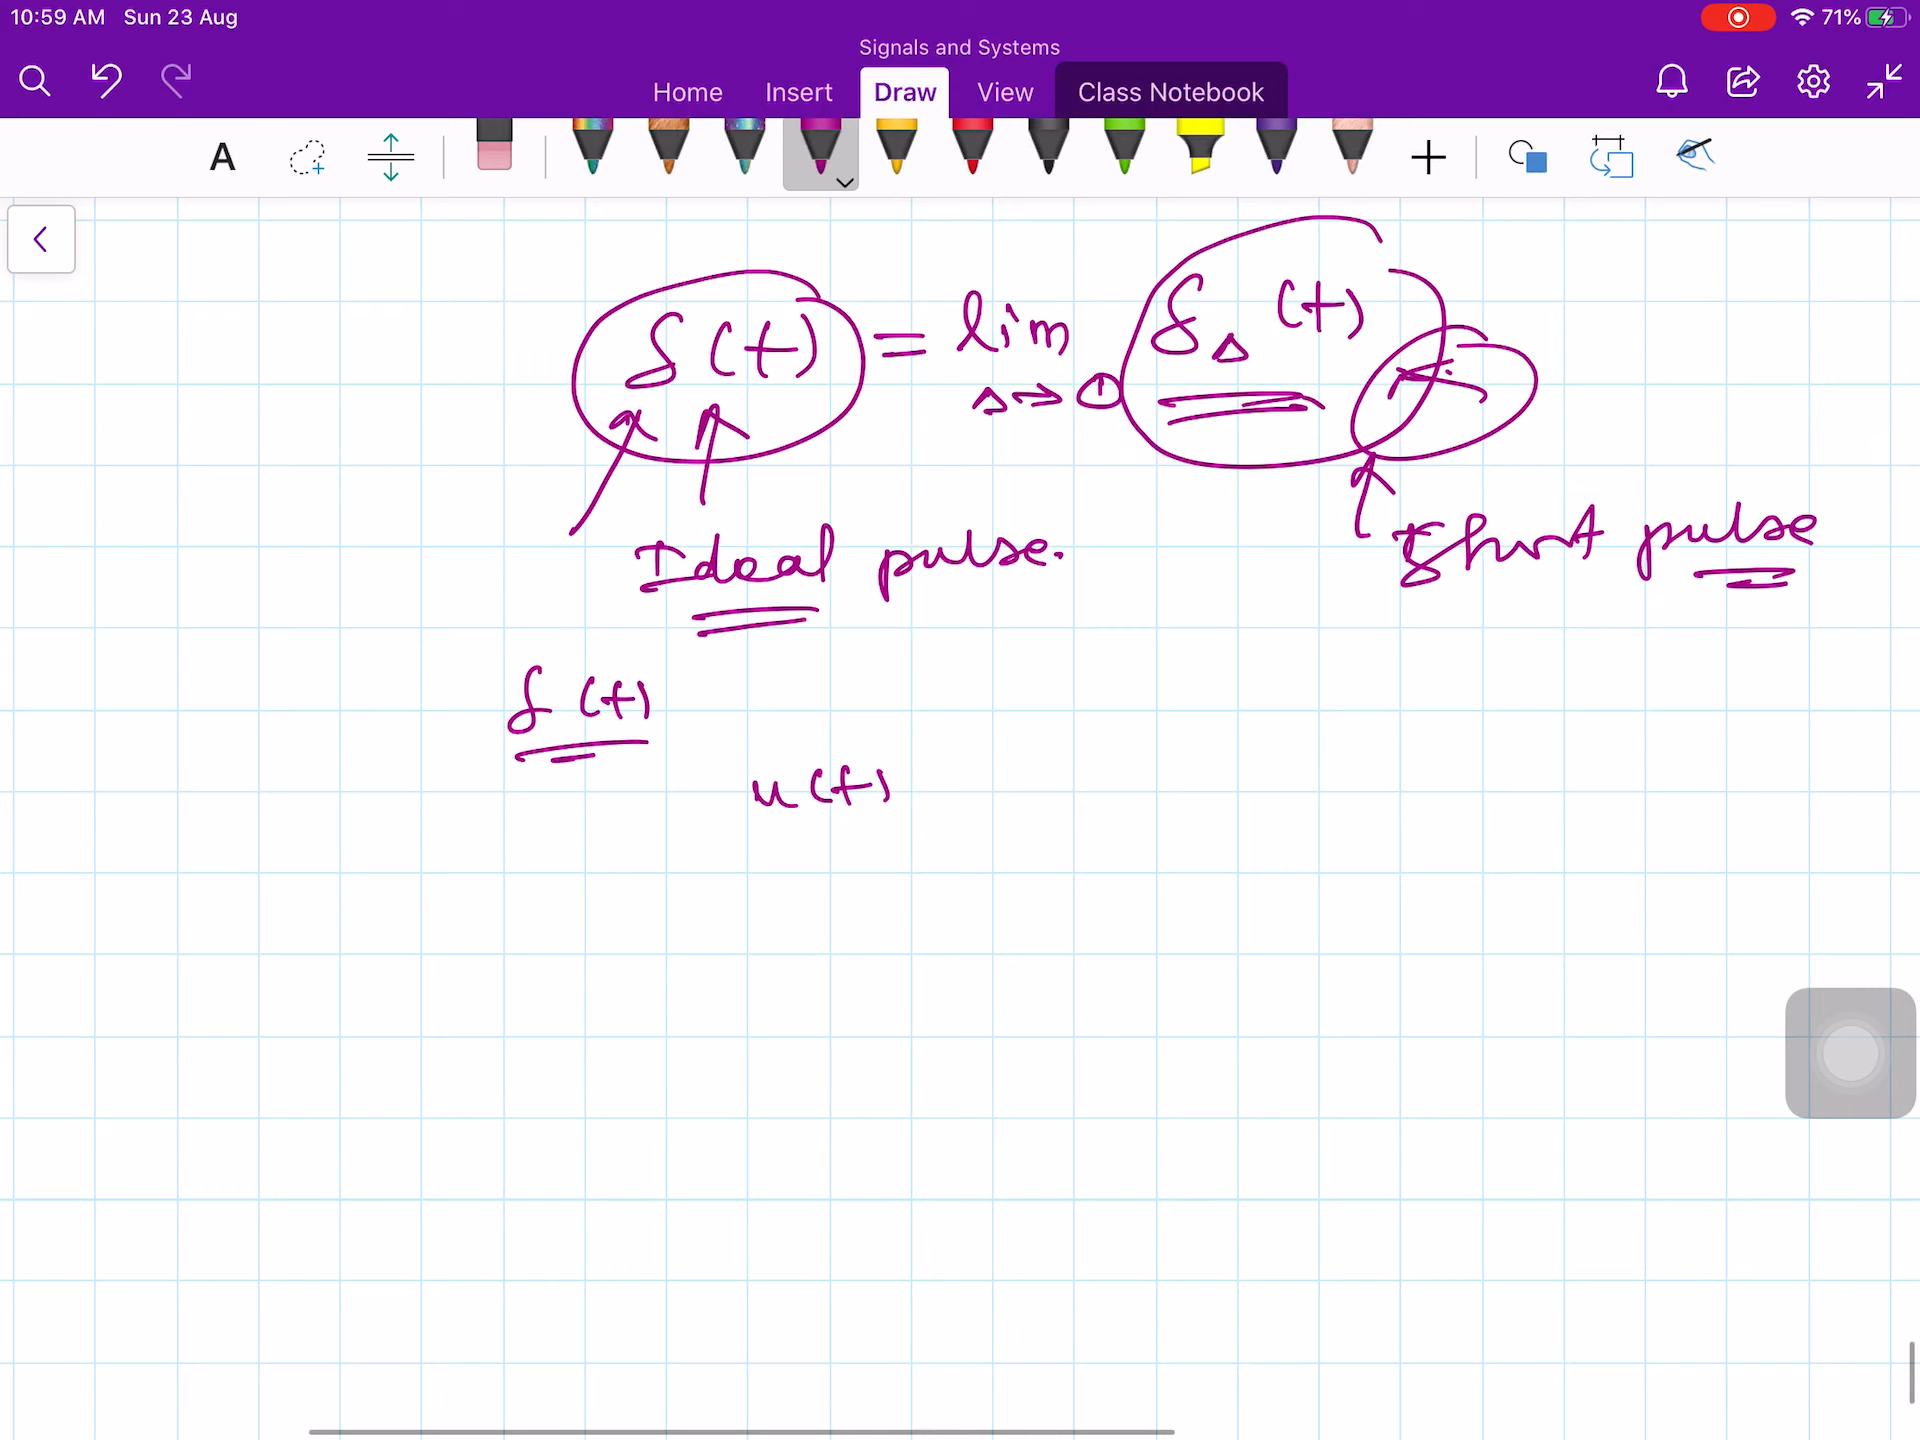 10:59 AM Sun 23 Aug
71%
Signals and Systems
Home Insert Draw View Class Notebook
A
δ(t) = lim δΔ (t)
Δ→0
Ideal pulse.
Short pulse
δ(t)
u(t)